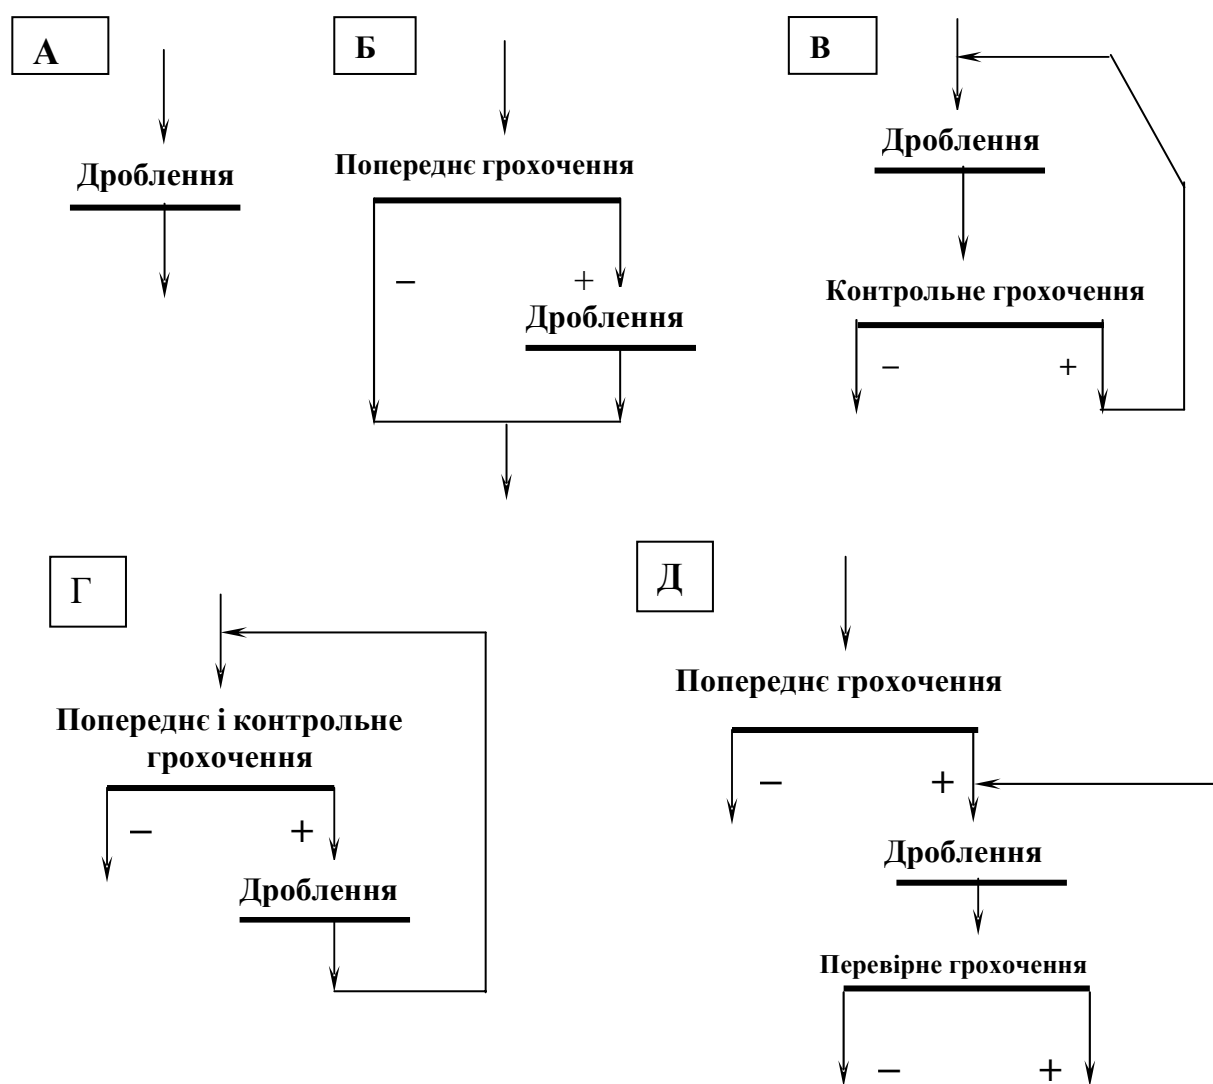 А
Дроблення
Б
Попереднє грохочення
– +
Дроблення
В
Дроблення
Контрольне грохочення
– +
Г
Попереднє і контрольне
грохочення
– +
Дроблення
Д
Попереднє грохочення
– +
Дроблення
Перевірне грохочення
– +